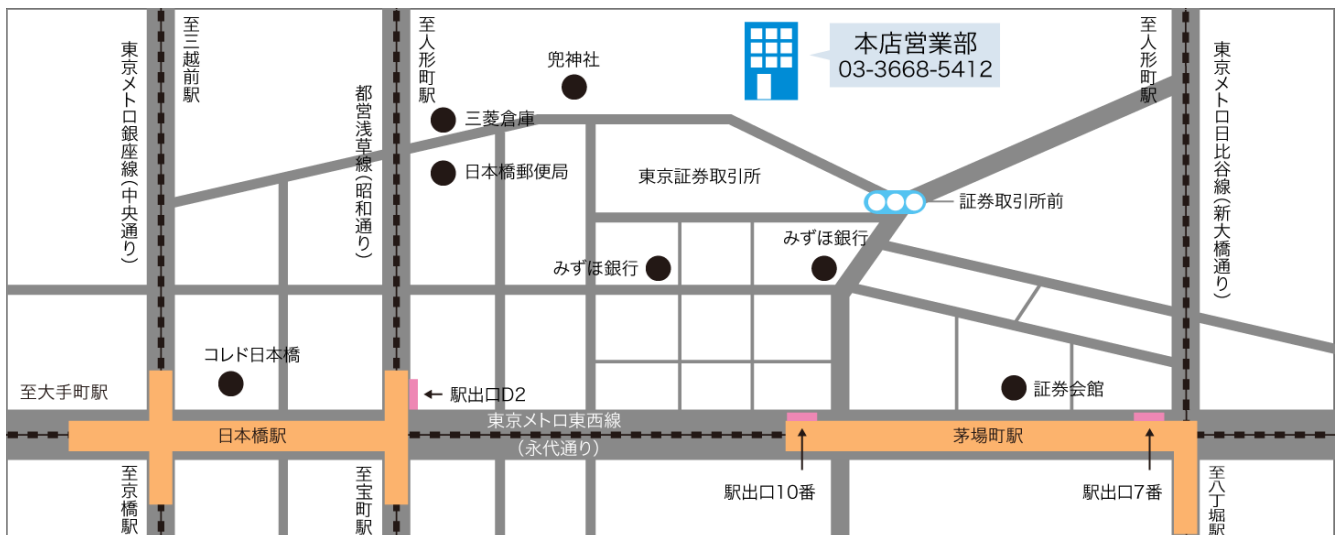 東京メトロ銀座線(中央通り)
至三越前駅
都営浅草線(昭和通り)
至人形町駅
兜神社
三菱倉庫
日本橋郵便局
本店営業部
03-3668-5412
至人形町駅
東京メトロ日比谷線(新大橋通り)
東京証券取引所
証券取引所前
みずほ銀行
みずほ銀行
コレド日本橋
至大手町駅
駅出口D2
証券会館
東京メトロ東西線
(永代通り)
日本橋駅
茅場町駅
至京橋駅
至宝町駅
駅出口10番
駅出口7番
至八丁堀駅